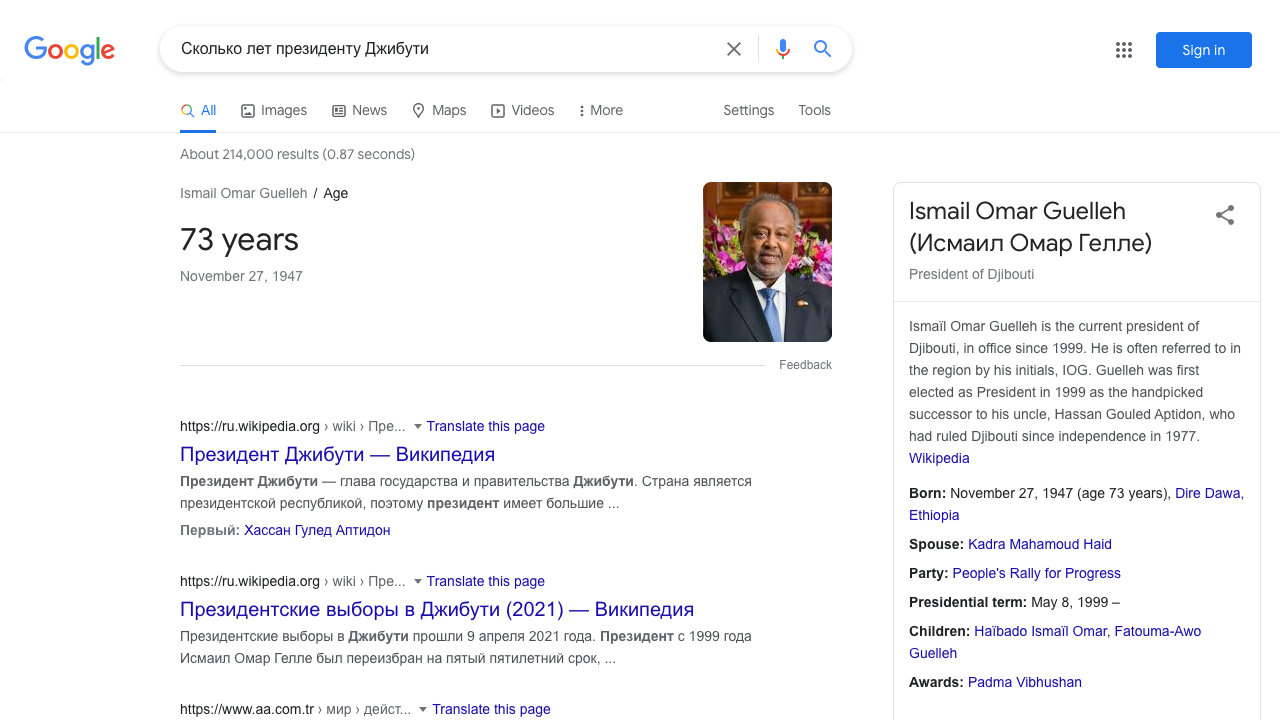 Google
Сколько лет президенту Джибути
Sign in
All
Images
News
Maps
Videos
More
Settings
Tools
About 214,000 results (0.87 seconds)
Ismail Omar Guelleh / Age
73 years
November 27, 1947
Feedback
https://ru.wikipedia.org › wiki › Пре... Translate this page
Президент Джибути — Википедия
Президент Джибути — глава государства и правительства Джибути. Страна является
президентской республикой, поэтому президент имеет большие ...
Первый: Хассан Гулед Аптидон
https://ru.wikipedia.org › wiki › Пре... Translate this page
Президентские выборы в Джибути (2021) — Википедия
Президентские выборы в Джибути прошли 9 апреля 2021 года. Президент с 1999 года
Исмаил Омар Гелле был переизбран на пятый пятилетний срок, ...
https://www.aa.com.tr › мир › дейст... Translate this page
Ismail Omar Guelleh
(Исмаил Омар Гелле)
President of Djibouti
Ismaïl Omar Guelleh is the current president of
Djibouti, in office since 1999. He is often referred to in
the region by his initials, IOG. Guelleh was first
elected as President in 1999 as the handpicked
successor to his uncle, Hassan Gouled Aptidon, who
had ruled Djibouti since independence in 1977.
Wikipedia
Born: November 27, 1947 (age 73 years), Dire Dawa,
Ethiopia
Spouse: Kadra Mahamoud Haid
Party: People's Rally for Progress
Presidential term: May 8, 1999 –
Children: Haïbado Ismaïl Omar, Fatouma-Awo
Guelleh
Awards: Padma Vibhushan